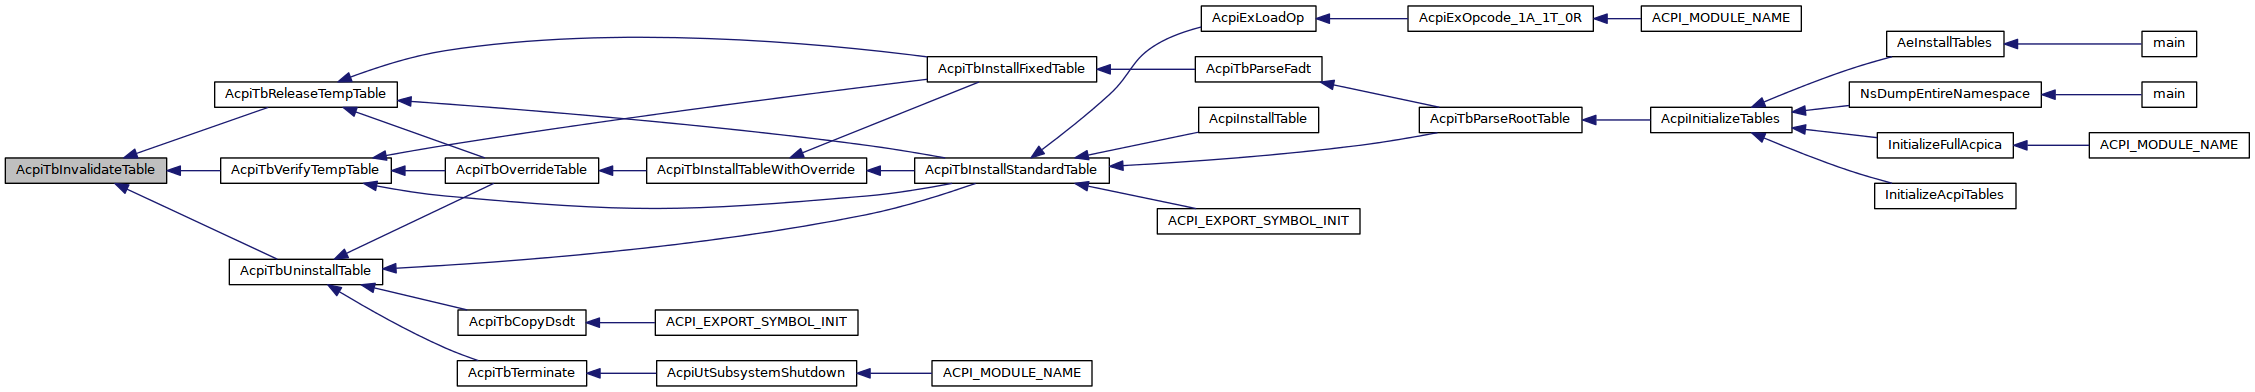 AcpiExLoadOp
AcpiExOpcode_1A_1T_0R
ACPI_MODULE_NAME
AeInstallTables
main
AcpiTbInstallFixedTable
AcpiTbParseFadt
AcpiTbReleaseTempTable
NsDumpEntireNamespace
main
AcpiInstallTable
AcpiTbParseRootTable
AcpiInitializeTables
InitializeFullAcpica
ACPI_MODULE_NAME
AcpiTbInvalidateTable
AcpiTbVerifyTempTable
AcpiTbOverrideTable
AcpiTbInstallTableWithOverride
AcpiTbInstallStandardTable
InitializeAcpiTables
ACPI_EXPORT_SYMBOL_INIT
AcpiTbUninstallTable
AcpiTbCopyDsdt
ACPI_EXPORT_SYMBOL_INIT
AcpiTbTerminate
AcpiUtSubsystemShutdown
ACPI_MODULE_NAME